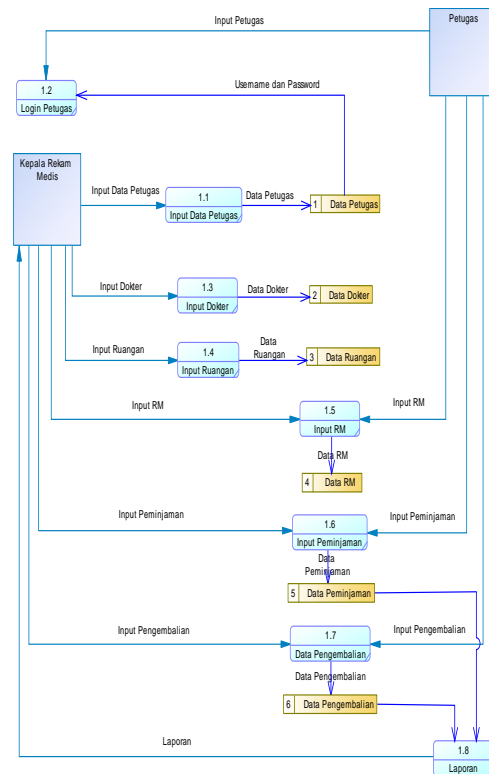 Input Petugas
Petugas
Username dan Password
1.2
Login Petugas
Kepala Rekam
Medis
Input Data Petugas
1.1
Input Data Petugas
Data Petugas
1 Data Petugas
Input Dokter
1.3
Input Dokter
Data Dokter
2 Data Dokter
Input Ruangan
1.4
Input Ruangan
Data
Ruangan
3 Data Ruangan
Input RM
1.5
Input RM
Input RM
Data RM
4 Data RM
Input Peminjaman
1.6
Input Peminjaman
Input Peminjaman
Data
Peminjaman
5 Data Peminjaman
Input Pengembalian
1.7
Data Pengembalian
Input Pengembalian
Data Pengembalian
6 Data Pengembalian
Laporan
1.8
Laporan